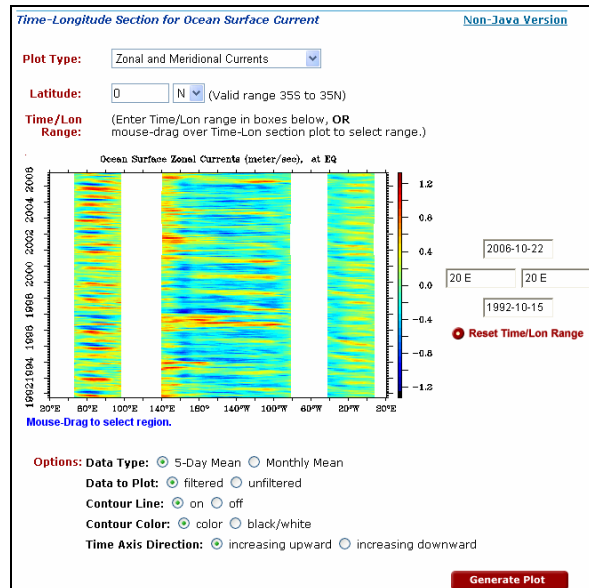 Time-Longitude Section for Ocean Surface Current
Non-Java Version
Plot Type:
Zonal and Meridional Currents
Latitude:
0
N
(Valid range 35S to 35N)
Time/Lon Range:
(Enter Time/Lon range in boxes below, OR
mouse-drag over Time-Lon section plot to select range.)
Ocean Surface Zonal Currents (meter/sec), at EQ
2006
2004
2002
2000
1998
1996
1994
1992
1.2
0.8
0.4
0.0
-0.4
-0.8
-1.2
20°E 60°E 100°E 140°E 180° 140°W 100°W 60°W 20°W 20°E
2006-10-22
20 E
20 E
1992-10-15
Reset Time/Lon Range
Mouse-Drag to select region.
Options: Data Type: 5-Day Mean Monthly Mean
Data to Plot: filtered unfiltered
Contour Line: on off
Contour Color: color black/white
Time Axis Direction: increasing upward increasing downward
Generate Plot